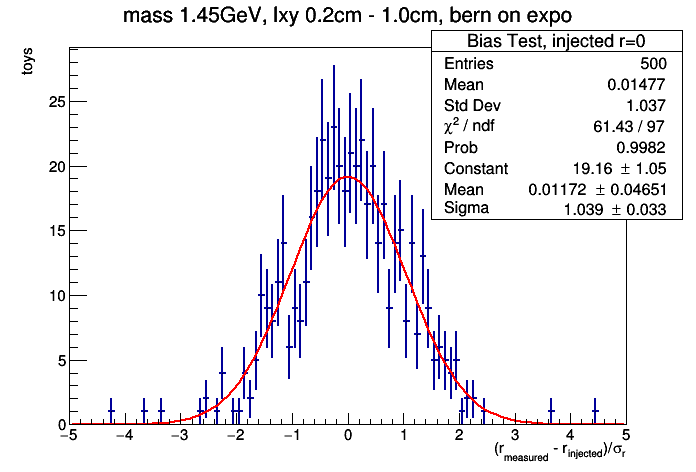 mass 1.45GeV, lxy 0.2cm - 1.0cm, bern on expo
Bias Test, injected r=0
Entries 500
Mean 0.01477
Std Dev 1.037
χ² / ndf 61.43 / 97
Prob 0.9982
Constant 19.16 ± 1.05
Mean 0.01172 ± 0.04651
Sigma 1.039 ± 0.033
toys
25
20
15
10
5
0
−5 −4 −3 −2 −1 0 1 2 3 4 5
(r_measured - r_injected)/σ_r